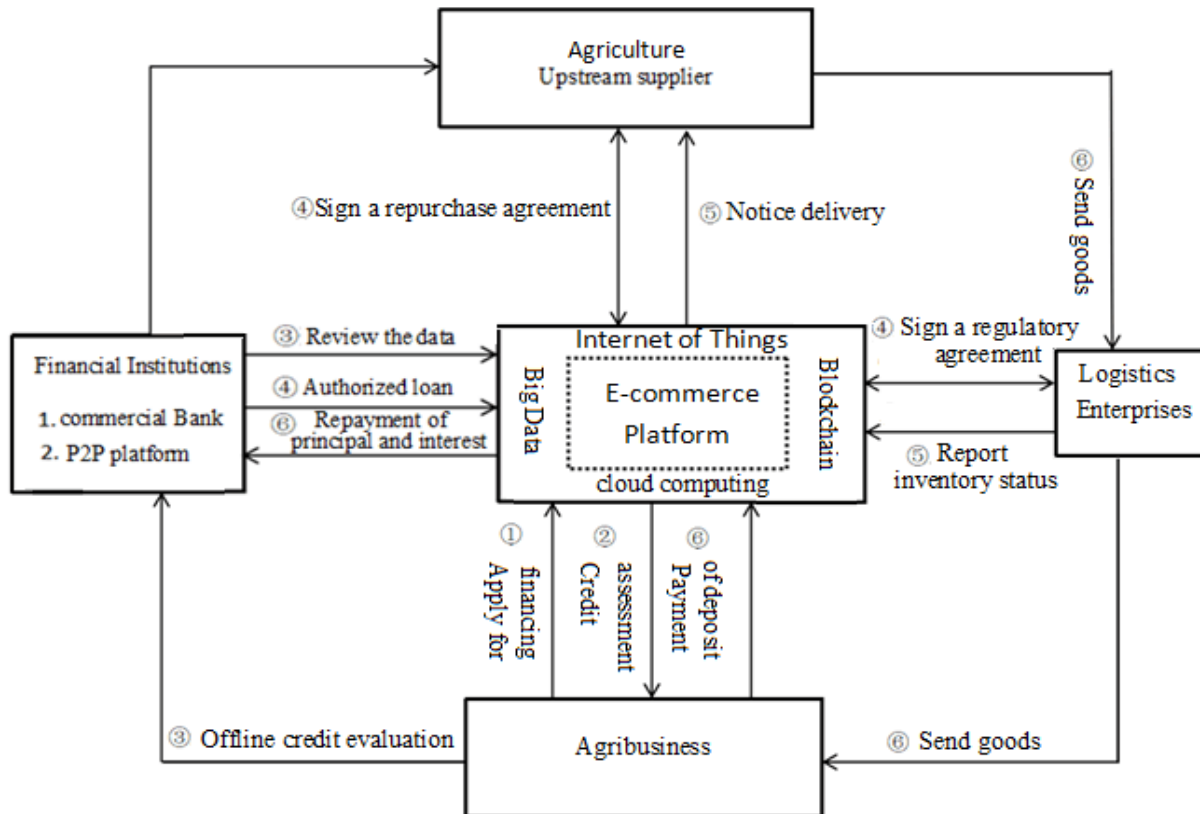 Agriculture
Upstream supplier
④Sign a repurchase agreement
⑤ Notice delivery
⑥ Send goods
Financial Institutions
1. commercial Bank
2. P2P platform
③ Review the data
④ Authorized loan
⑥ Repayment of
principal and interest
Internet of Things
Big Data
E-commerce
Platform
Blockchain
cloud computing
④ Sign a regulatory
agreement
⑤ Report
inventory status
Logistics
Enterprises
①
Apply for
financing
②
Credit
assessment
⑥
Payment
of deposit
③ Offline credit evaluation
Agribusiness
⑥ Send goods